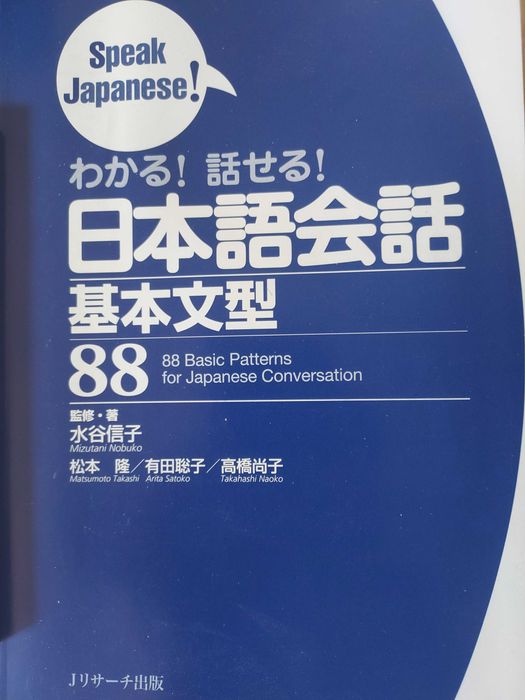 Speak
Japanese!
わかる！話せる！
日本語会話
基本文型
88
88 Basic Patterns
for Japanese Conversation
監修・著
水谷信子
Mizutani Nobuko
松本　隆／有田聡子／高橋尚子
Matsumoto Takashi Arita Satoko Takahashi Naoko
Jリサーチ出版